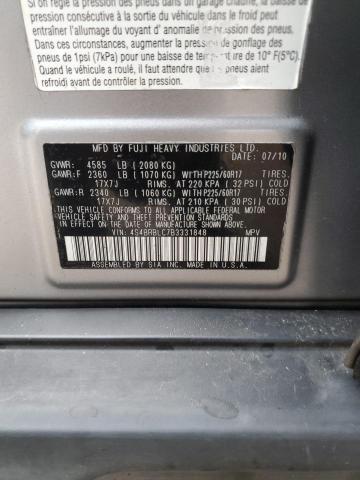 Si on règle la pression des pneus dans un garage chauffé, la baisse de
pression consécutive à la sortie du véhicule dans le froid peut
entraîner l'allumage du voyant d' anomalie de pression des pneus.
Dans ces circonstances, augmenter la pression de gonflage des
pneus de 1psi (7kPa) pour une baisse de température de 10° F(5°C).
Quand le véhicule a roulé, il faut attendre que les pneus aient
refroidi avant
MFD BY FUJI HEAVY INDUSTRIES LTD.
DATE: 07/10
GVWR: 4585 LB (2080 KG)
GAWR:F 2360 LB (1070 KG) WITH P225/60R17 TIRES.
17X7J RIMS. AT 220 KPA (32 PSI) COLD
GAWR:R 2340 LB (1060 KG) WITH P225/60R17 TIRES.
17X7J RIMS. AT 210 KPA (30 PSI) COLD
THIS VEHICLE CONFORMS TO ALL APPLICABLE FEDERAL MOTOR
VEHICLE SAFETY STANDARDS IN EFFECT ON THE DATE OF
MANUFACTURE SHOWN ABOVE.
VIN: 4S4BRBLC7B3331848 MPV
ASSEMBLED BY SIA INC. MADE IN U.S.A.